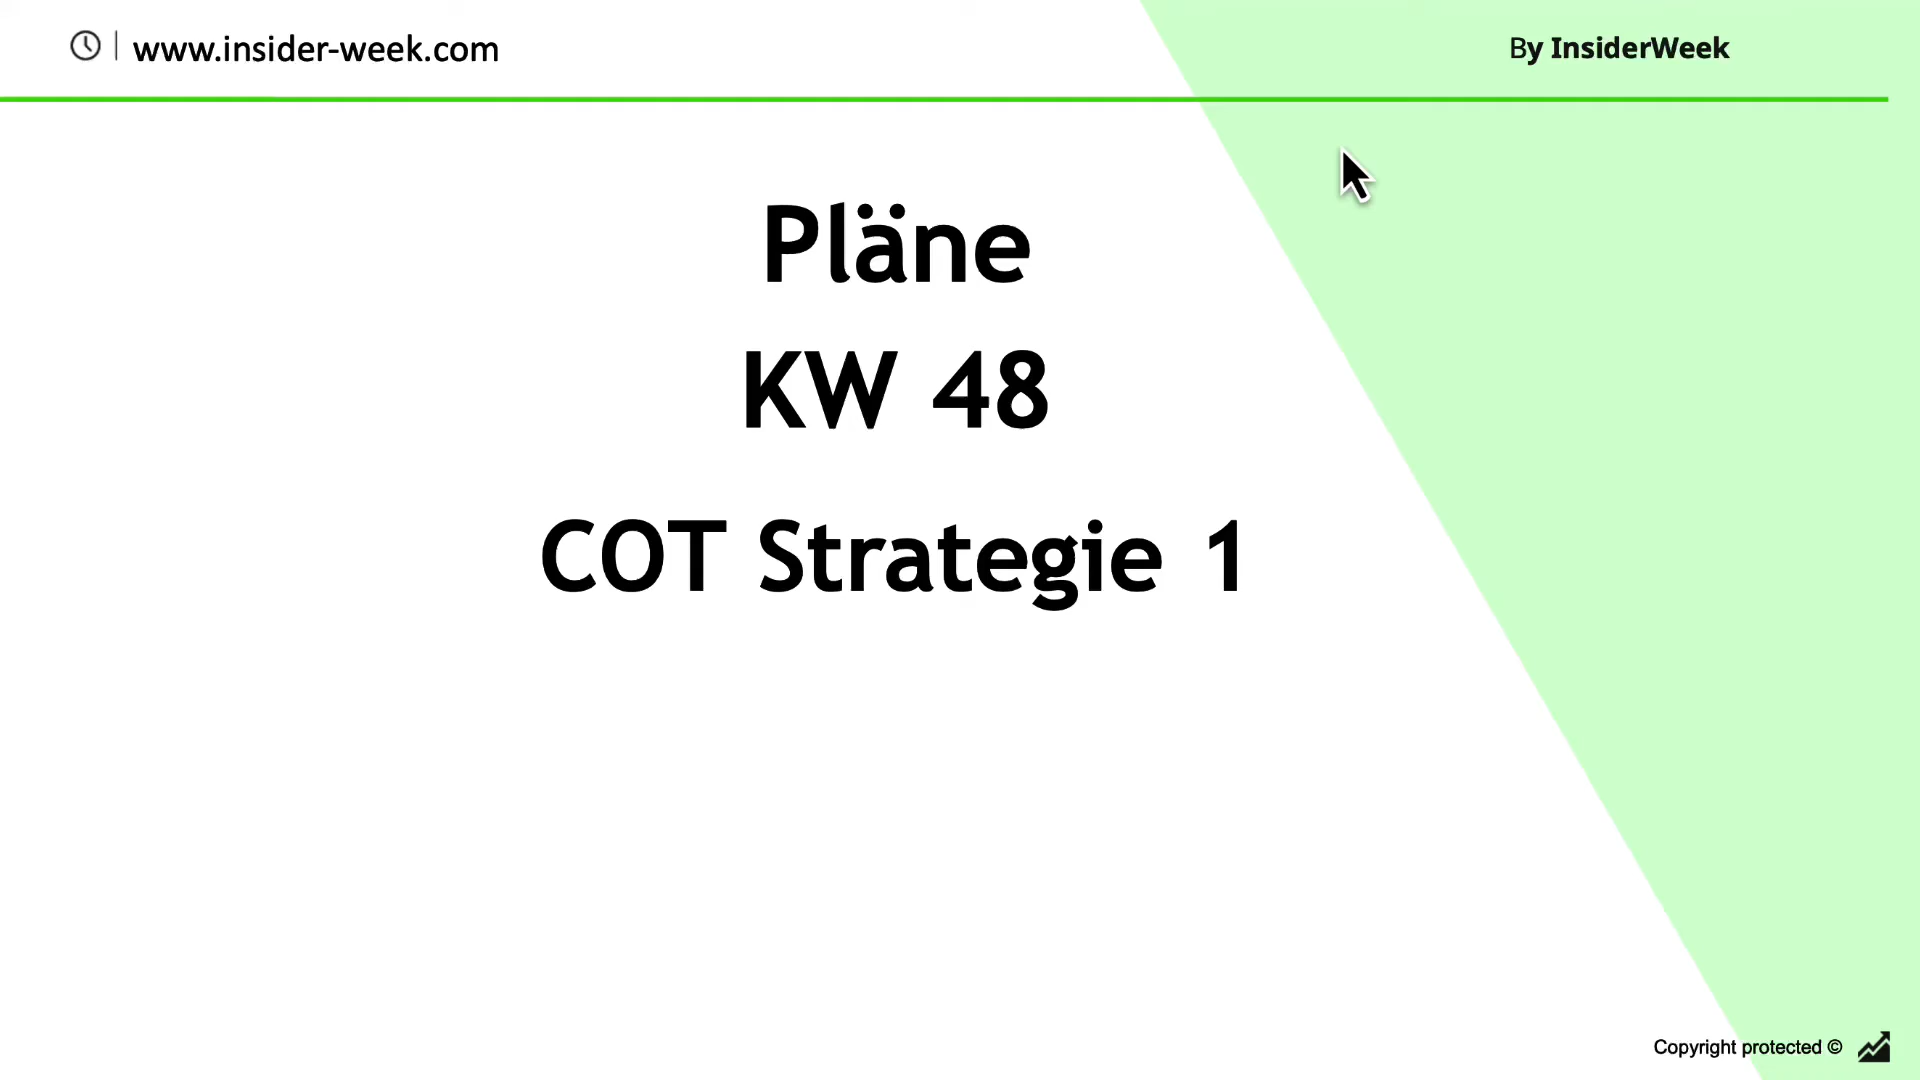 www.insider-week.com
By InsiderWeek
Pläne
KW 48
COT Strategie 1
Copyright protected ©